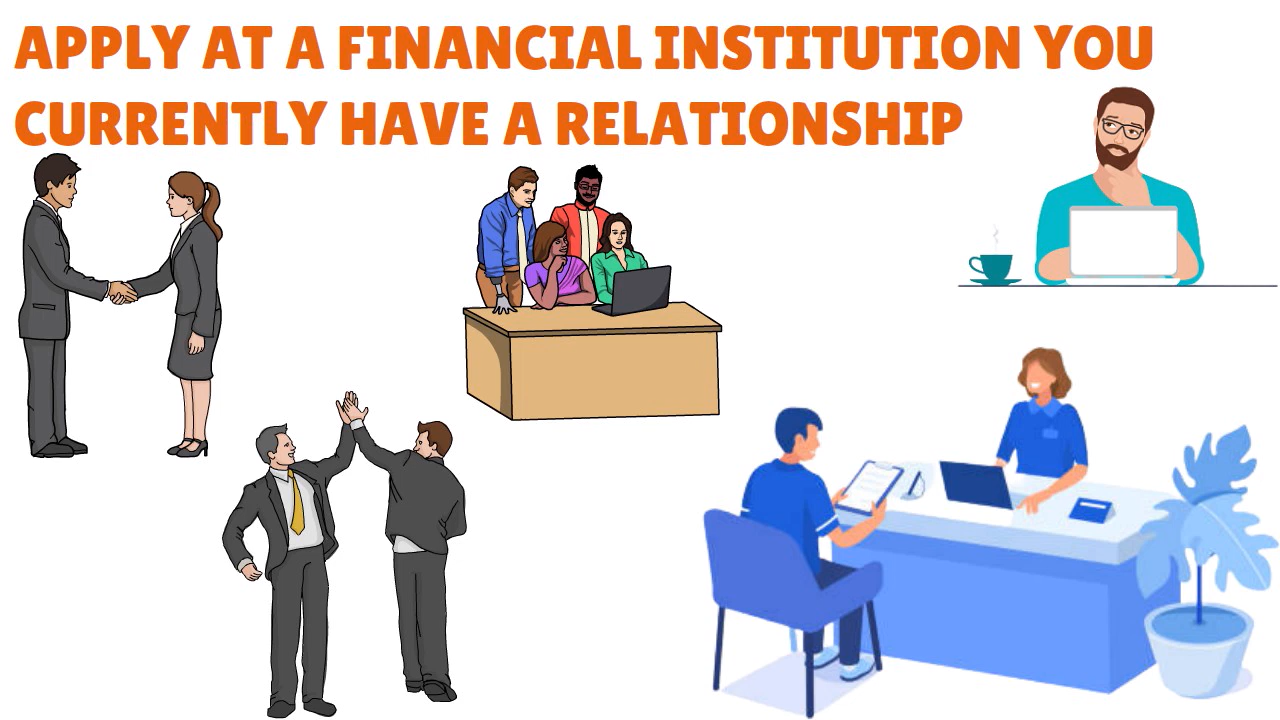 APPLY AT A FINANCIAL INSTITUTION YOU
CURRENTLY HAVE A RELATIONSHIP